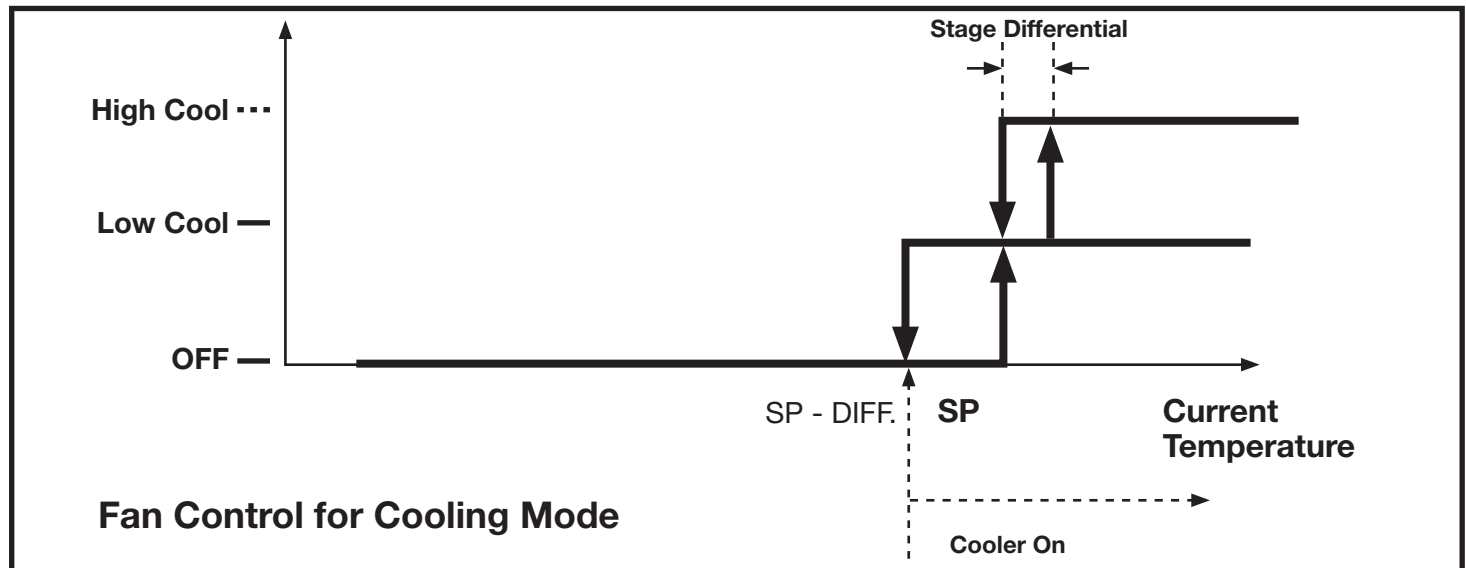 Stage Differential
High Cool
Low Cool
OFF
SP - DIFF. SP
Current
Temperature
Fan Control for Cooling Mode
Cooler On